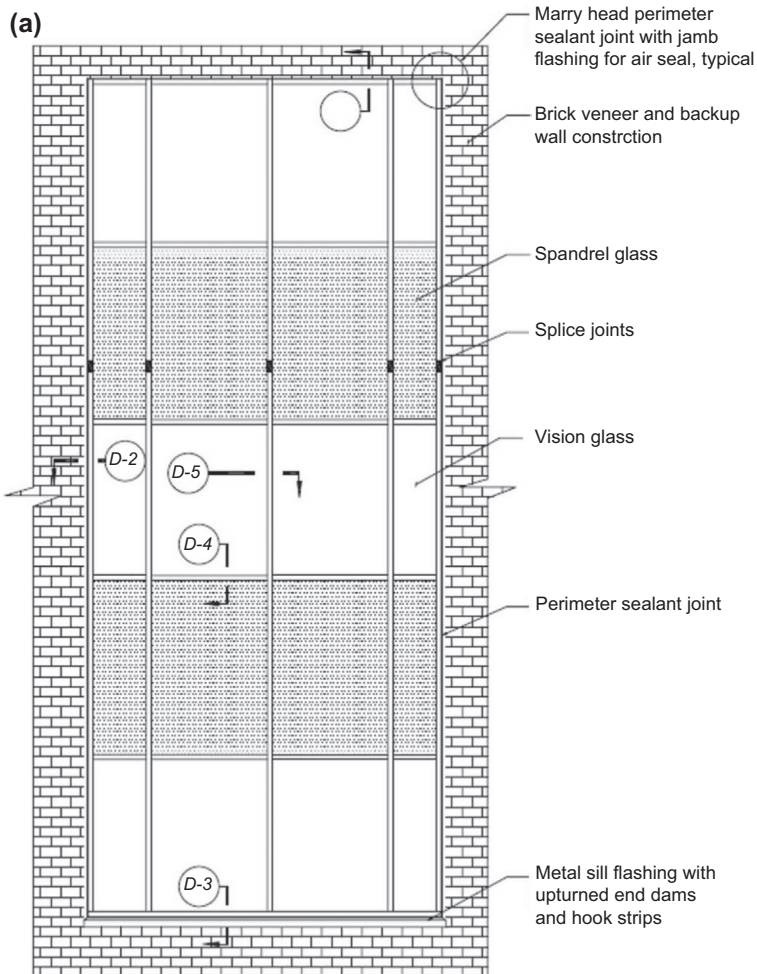 (a)
Marry head perimeter
sealant joint with jamb
flashing for air seal, typical
Brick veneer and backup
wall constrction
Spandrel glass
Splice joints
Vision glass
D-2
D-5
D-4
Perimeter sealant joint
D-3
Metal sill flashing with
upturned end dams
and hook strips